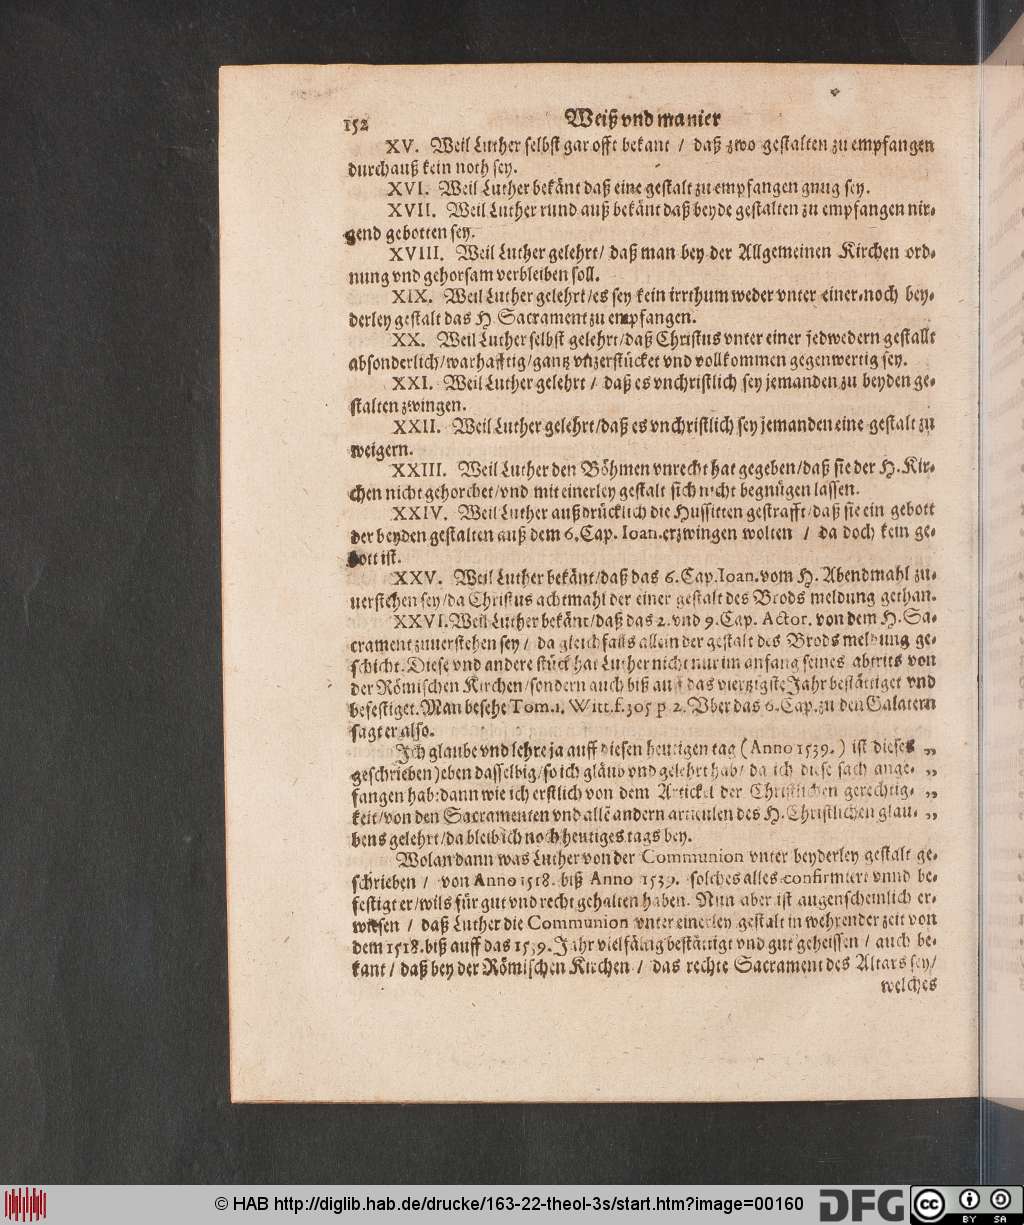 152
Weiß vnd manier
XV. Weil Luther selbst gar offt bekant / daß zwo gestalten zu empfangen
durchauß kein noth sey.
XVI. Weil Luther bekänt daß eine gestalt zu empfangen gnug sey.
XVII. Weil Luther rund auß bekänt daß beyde gestalten zu empfangen nir-
gend gebotten sey.
XVIII. Weil Luther gelehrt/ daß man bey der Allgemeinen Kirchen ord-
nung vnd gehorsam verbleiben soll.
XIX. Weil Luther gelehrt/es sey kein irrthum weder vnter einer noch bey-
derley gestalt das H Sacrament zu empfangen.
XX. Weil Luther selbst gelehrt/daß Christus vnter einer jedwedern gestallt
absonderlich/warhafftig/gantz vnzerstücket vnd vollkommen gegenwertig sey.
XXI. Weil Luther gelehrt / daß es vnchristlich sey jemanden zu beyden ge-
stalten zwingen.
XXII. Weil Luther gelehrt/daß es vnchristlich sey jemanden eine gestalt zu
weigern.
XXIII. Weil Luther den Böhmen vnrecht hat gegeben/daß sie der H. Kir-
chen nicht gehorchet/vnd mit einerley gestalt sich nicht begnügen lassen.
XXIV. Weil Luther außdrücklich die Hussitten gestrafft/daß sie ein gebott
der beyden gestalten auß dem 6. Cap. Ioan. erzwingen wolten / da doch kein ge-
bott ist.
XXV. Weil Luther bekänt/daß das 6. Cap. Ioan. vom H. Abendmahl zu-
uerstehen sey/da Christus achtmahl der einer gestalt des Brods meldung gethan.
XXVI. Weil Luther bekänt/daß das 2. vnd 9. Cap. Actor. von dem H. Sa-
crament zuuerstehen sey / da gleichfalls allein der gestalt des Brods meldung ge-
schicht. Diese vnd andere stück hat Luther nicht nur im anfang seines abtrits von
der Römischen Kirchen/sondern auch biß auff das viertzigste Jahr bestättiget vnd
befestiget. Man besehe Tom. 1. Witt. f. 305 p 2. Vber das 6. Cap. zu den Galatern
sagt er also.
Ich glaube vnd lehre ja auff diesen heutigen tag (Anno 1539.) ist dieses „
geschrieben) eben dasselbig/so ich gläub vnd gelehrt hab/ da ich diese sach ange- „
fangen hab: dann wie ich erstlich von dem Artickel der Christlichen gerechtig- „
keit/von den Sacramenten vnd allē andern articulen des H. Christlichen glau- „
bens gelehrt/da bleib ich noch heutiges tags bey.
Wolan dann was Luther von der Communion vnter beyderley gestalt ge-
schrieben / von Anno 1518. biß Anno 1539. solches alles confirmiert vnnd be-
festigt er/wils für gut vnd recht gehalten haben. Nun aber ist augenscheinlich er-
wiesen / daß Luther die Communion vnter einerley gestalt in wehrender zeit von
dem 1518. biß auff das 1539. Jahr vielfältig bestättigt vnd gut geheissen / auch be-
kant / daß bey der Römischen Kirchen / das rechte Sacrament des Altars sey/
welches
© HAB http://diglib.hab.de/drucke/163-22-theol-3s/start.htm?image=00160
DFG
cc
BY SA